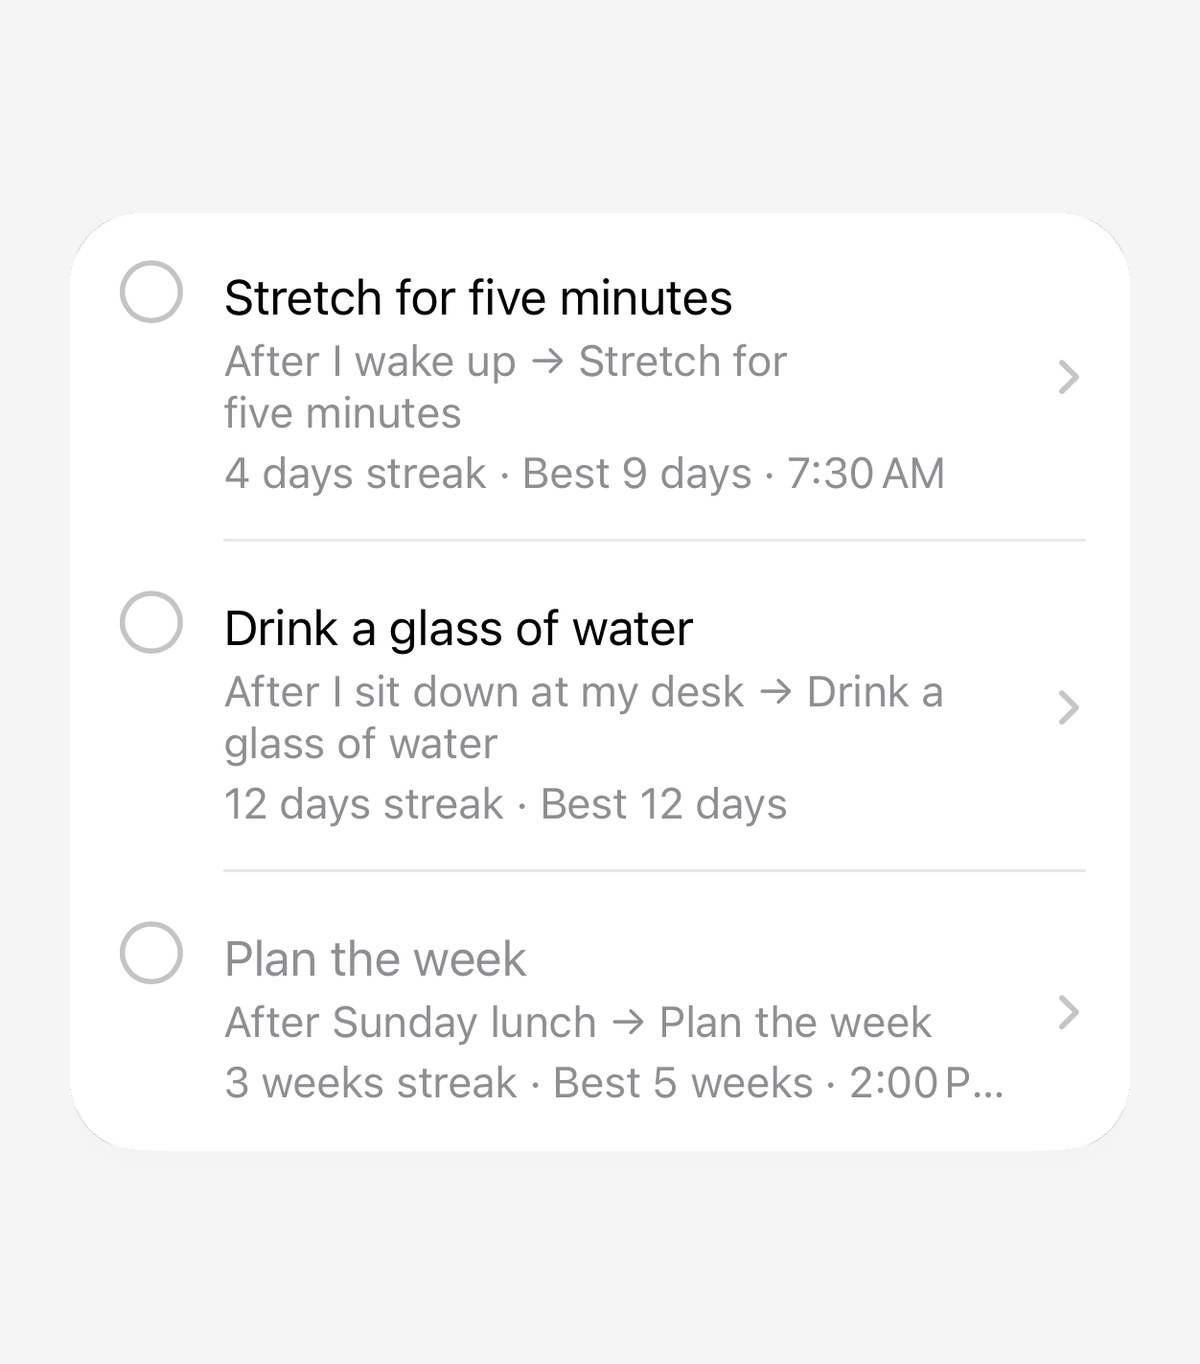 Stretch for five minutes
After I wake up → Stretch for
five minutes
4 days streak · Best 9 days · 7:30 AM
Drink a glass of water
After I sit down at my desk → Drink a
glass of water
12 days streak · Best 12 days
Plan the week
After Sunday lunch → Plan the week
3 weeks streak · Best 5 weeks · 2:00 P...